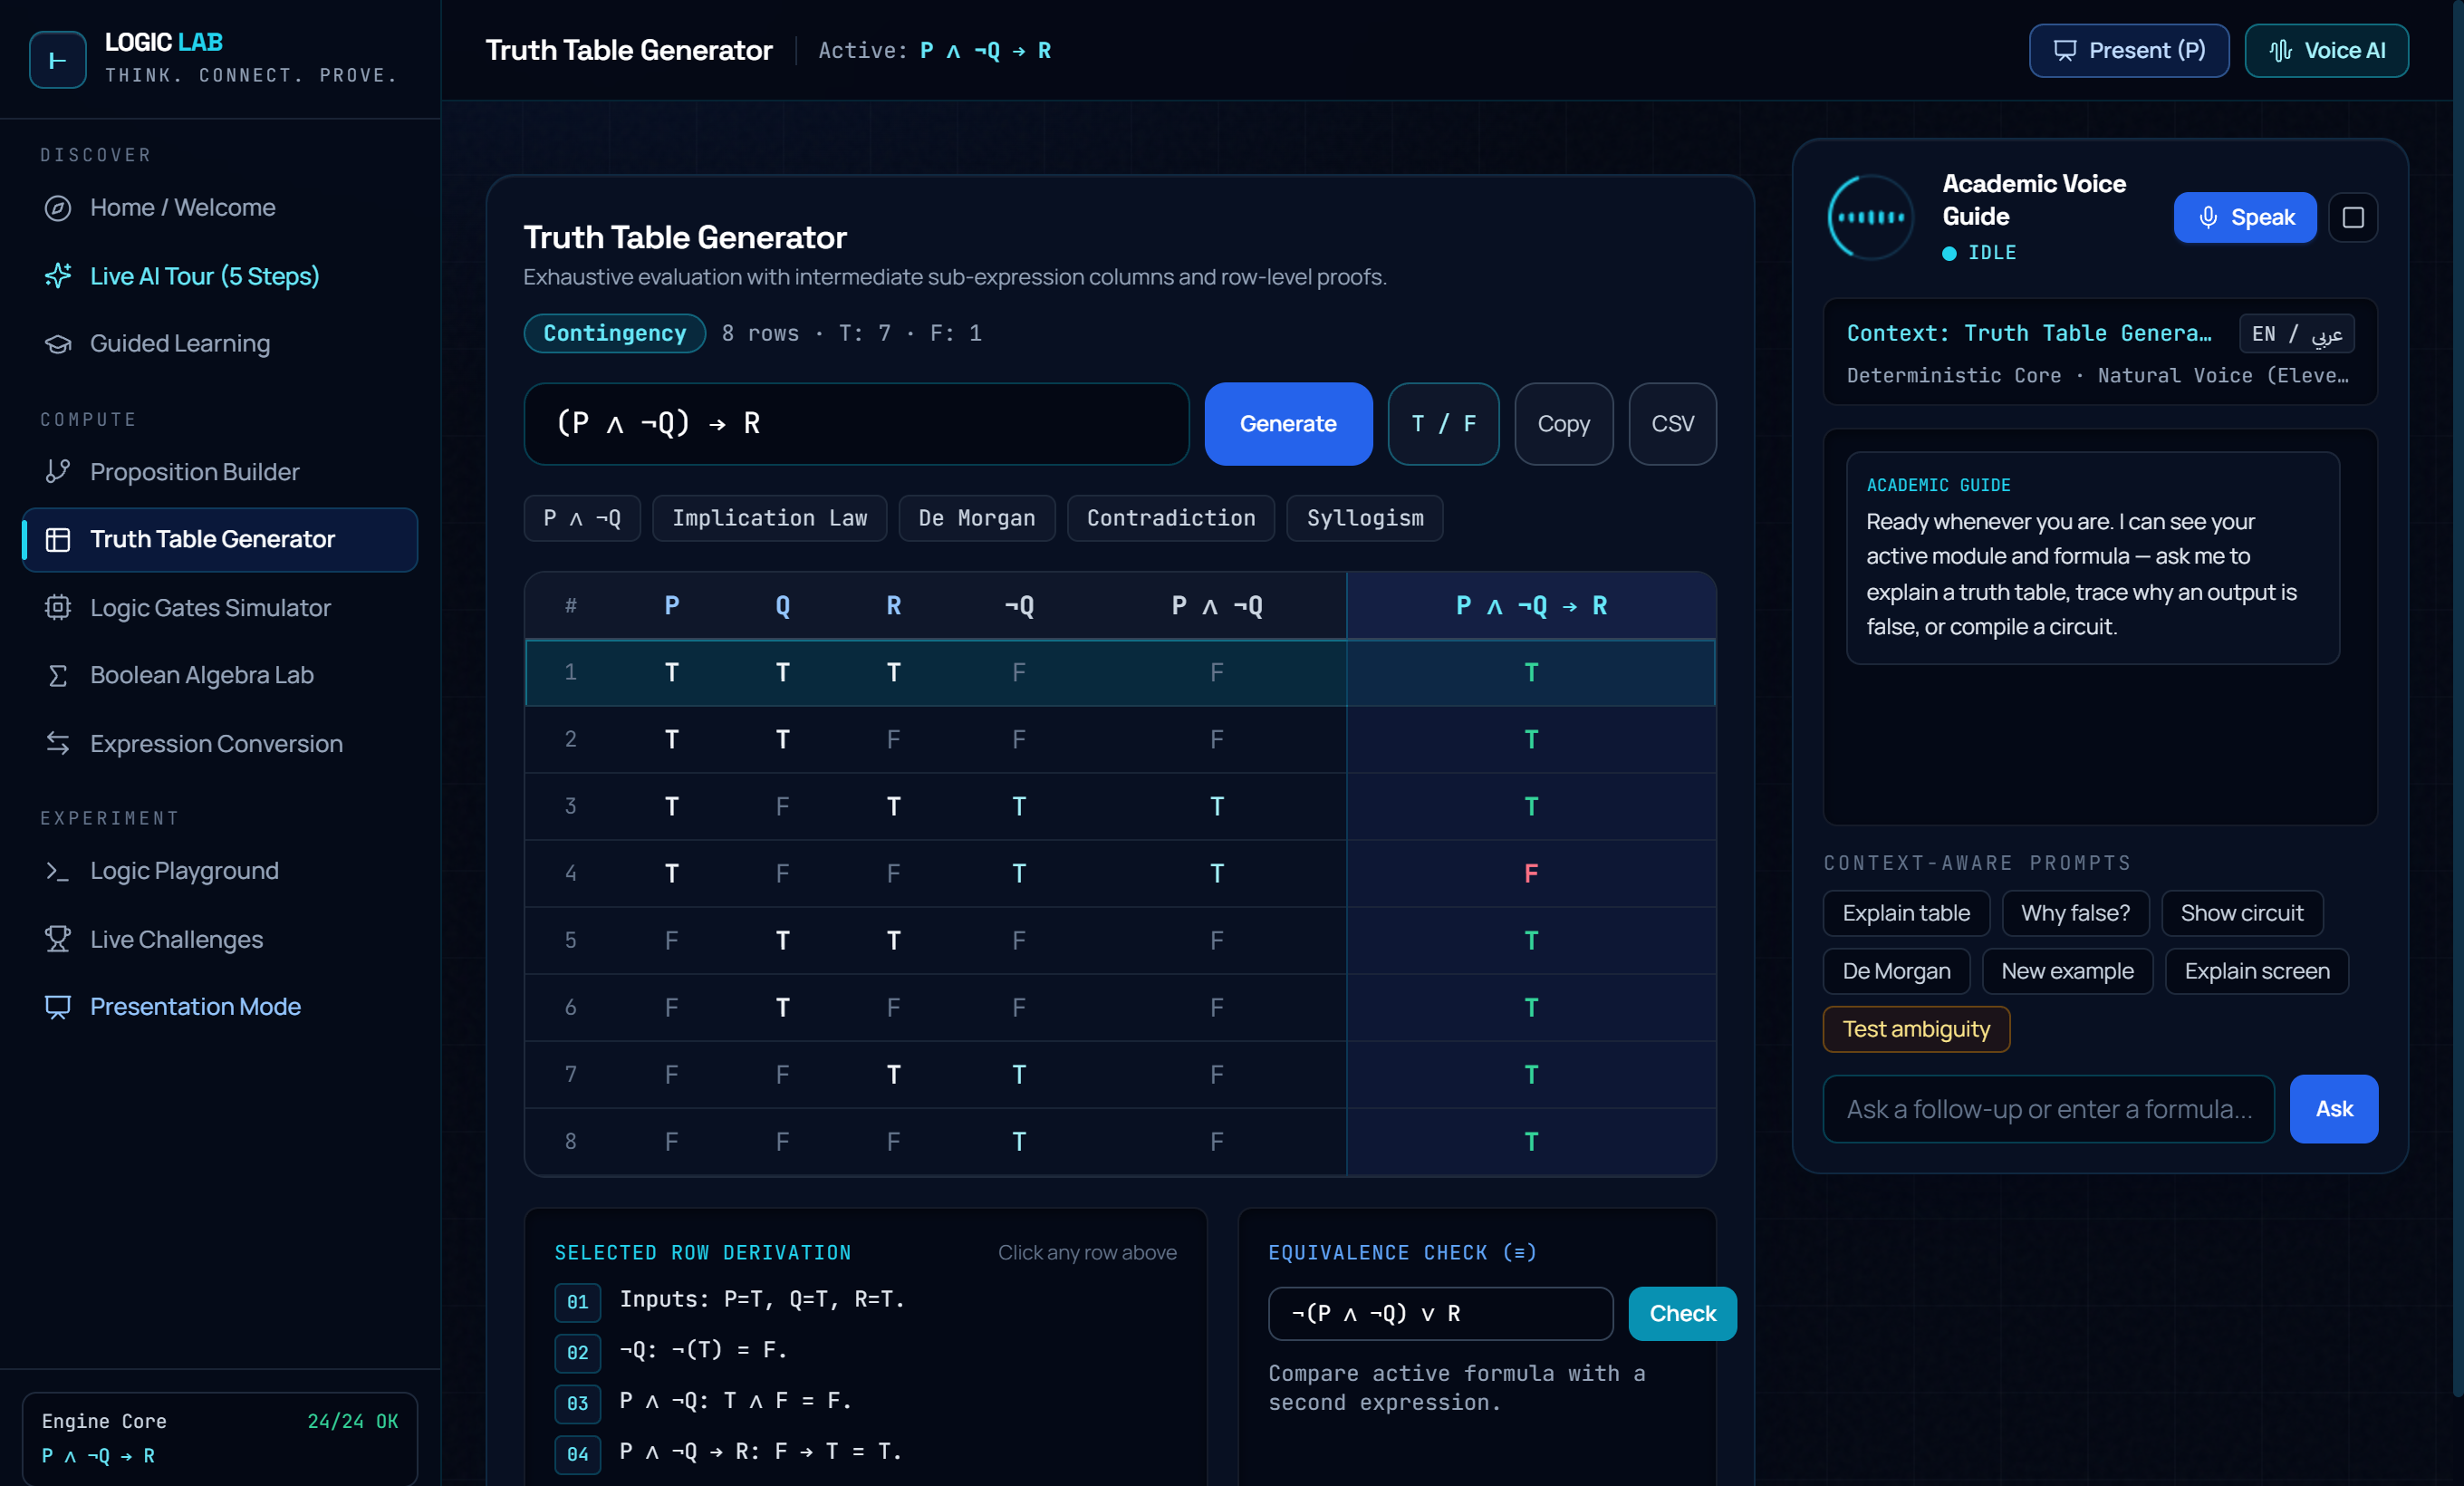 LOGIC LAB
THINK. CONNECT. PROVE.
DISCOVER
Home / Welcome
Live AI Tour (5 Steps)
Guided Learning
COMPUTE
Proposition Builder
Truth Table Generator
Logic Gates Simulator
Boolean Algebra Lab
Expression Conversion
EXPERIMENT
Logic Playground
Live Challenges
Presentation Mode
Engine Core 24/24 OK
P ∧ ¬Q → R
Truth Table Generator Active: P ∧ ¬Q → R
Present (P) Voice AI
Truth Table Generator
Exhaustive evaluation with intermediate sub-expression columns and row-level proofs.
Contingency 8 rows · T: 7 · F: 1
(P ∧ ¬Q) → R Generate T / F Copy CSV
P ∧ ¬Q Implication Law De Morgan Contradiction Syllogism
# P Q R ¬Q P ∧ ¬Q P ∧ ¬Q → R
1 T T T F F T
2 T T F F F T
3 T F T T T T
4 T F F T T F
5 F T T F F T
6 F T F F F T
7 F F T T F T
8 F F F T F T
SELECTED ROW DERIVATION Click any row above
01 Inputs: P=T, Q=T, R=T.
02 ¬Q: ¬(T) = F.
03 P ∧ ¬Q: T ∧ F = F.
04 P ∧ ¬Q → R: F → T = T.
EQUIVALENCE CHECK (≡)
¬(P ∧ ¬Q) ∨ R Check
Compare active formula with a
second expression.
Academic Voice
Guide
IDLE
Speak
Context: Truth Table Genera… EN / عربي
Deterministic Core · Natural Voice (Eleve…
ACADEMIC GUIDE
Ready whenever you are. I can see your
active module and formula — ask me to
explain a truth table, trace why an output is
false, or compile a circuit.
CONTEXT-AWARE PROMPTS
Explain table Why false? Show circuit
De Morgan New example Explain screen
Test ambiguity
Ask a follow-up or enter a formula... Ask